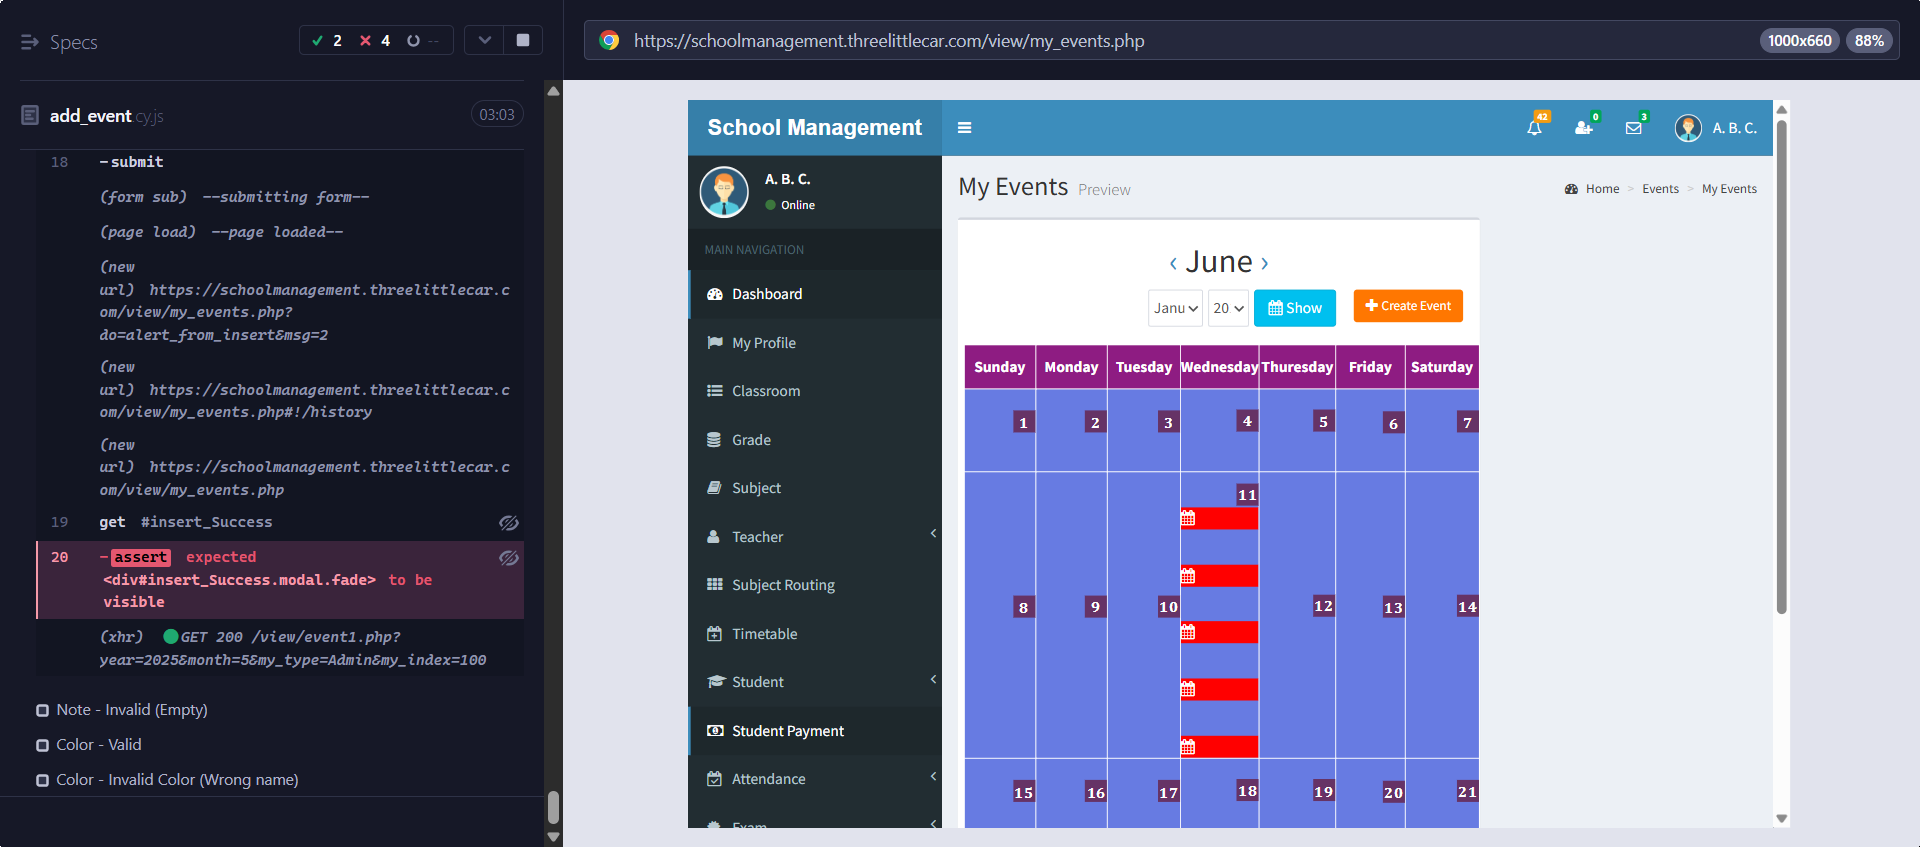 Specs
2
4
--
add_event.cy.js
03:03
18 -submit
(form sub) --submitting form--
(page load) --page loaded--
(new
url) https://schoolmanagement.threelittlecar.c
om/view/my_events.php?
do=alert_from_insert&msg=2
(new
url) https://schoolmanagement.threelittlecar.c
om/view/my_events.php#!/history
(new
url) https://schoolmanagement.threelittlecar.c
om/view/my_events.php
19 get #insert_Success
20 -assert expected
<div#insert_Success.modal.fade> to be
visible
(xhr) GET 200 /view/event1.php?
year=2025&month=5&my_type=Admin&my_index=100
Note - Invalid (Empty)
Color - Valid
Color - Invalid Color (Wrong name)
https://schoolmanagement.threelittlecar.com/view/my_events.php
1000x660 88%
School Management
42
0
3
A. B. C.
A. B. C.
Online
MAIN NAVIGATION
Dashboard
My Profile
Classroom
Grade
Subject
Teacher
Subject Routing
Timetable
Student
Student Payment
Attendance
Exam
My Events Preview
Home > Events > My Events
‹ June ›
Janu
20
Show
Create Event
Sunday Monday Tuesday Wednesday Thuresday Friday Saturday
1 2 3 4 5 6 7
8 9 10 11 12 13 14
15 16 17 18 19 20 21